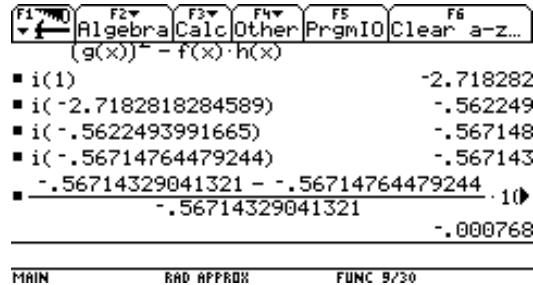 F1 F2 F3 F4 F5 F6
Algebra Calc Other PrgmIO Clear a-z…
(g(x))² - f(x)·h(x)
▪ i(1) -2.718282
▪ i(-2.7182818284589) -.562249
▪ i(-.5622493991665) -.567148
▪ i(-.56714764479244) -.567143
▪ -.56714329041321 - -.56714764479244 · 10▶
-.56714329041321
-.000768
MAIN RAD APPROX FUNC 9/30